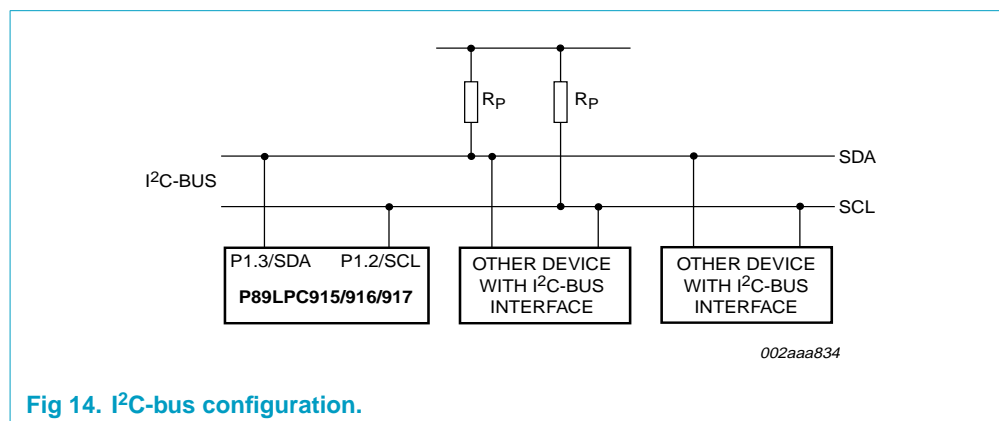 R_P R_P
SDA
I²C-BUS
SCL
P1.3/SDA P1.2/SCL
P89LPC915/916/917
OTHER DEVICE
WITH I²C-BUS
INTERFACE
OTHER DEVICE
WITH I²C-BUS
INTERFACE
002aaa834
Fig 14. I²C-bus configuration.